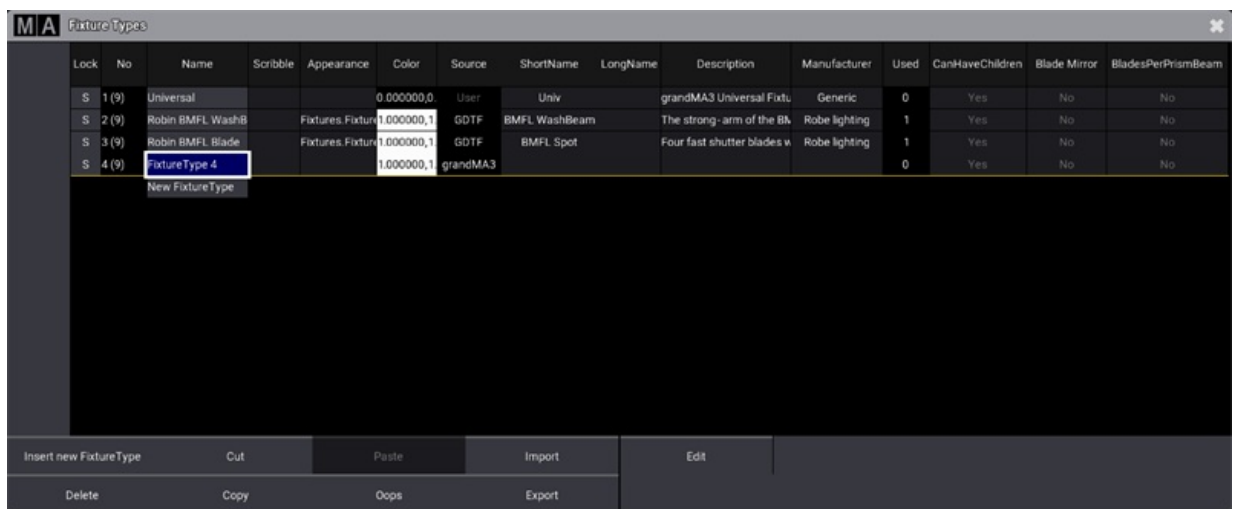 MA Fixture Types
Lock No Name Scribble Appearance Color Source ShortName LongName Description Manufacturer Used CanHaveChildren Blade Mirror BladesPerPrismBeam
S 1 (9) Universal 0.000000,0. User Univ grandMA3 Universal Fixtu Generic 0 Yes No No
S 2 (9) Robin BMFL WashB Fixtures.Fixture 1.000000,1. GDTF BMFL WashBeam The strong- arm of the BM Robe lighting 1 Yes No No
S 3 (9) Robin BMFL Blade Fixtures.Fixture 1.000000,1. GDTF BMFL Spot Four fast shutter blades w Robe lighting 1 Yes No No
S 4 (9) FixtureType 4 1.000000,1. grandMA3 0 Yes No No
New FixtureType
Insert new FixtureType Cut Paste Import Edit
Delete Copy Oops Export